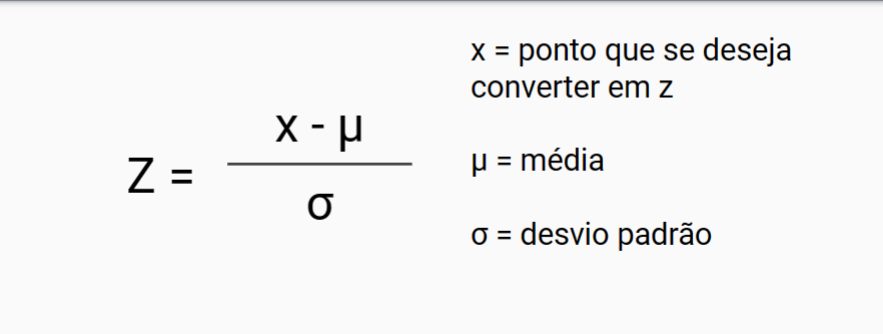 Z = x - μ
σ
x = ponto que se deseja
converter em z
μ = média
σ = desvio padrão